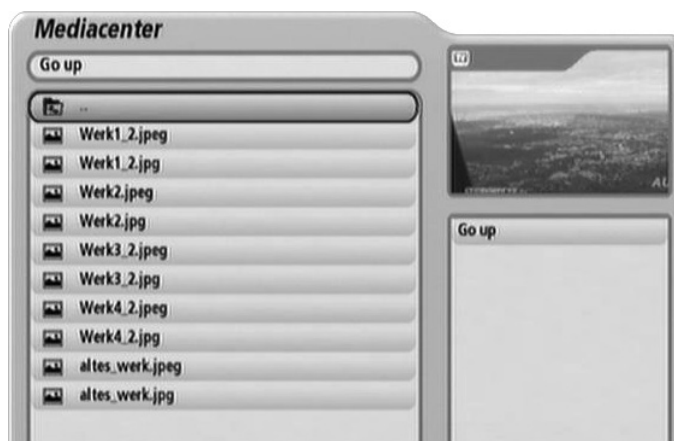 Mediacenter
Go up
..
Werk1_2.jpeg
Werk1_2.jpg
Werk2.jpeg
Werk2.jpg
Werk3_2.jpeg
Werk3_2.jpg
Werk4_2.jpeg
Werk4_2.jpg
altes_werk.jpeg
altes_werk.jpg
Go up